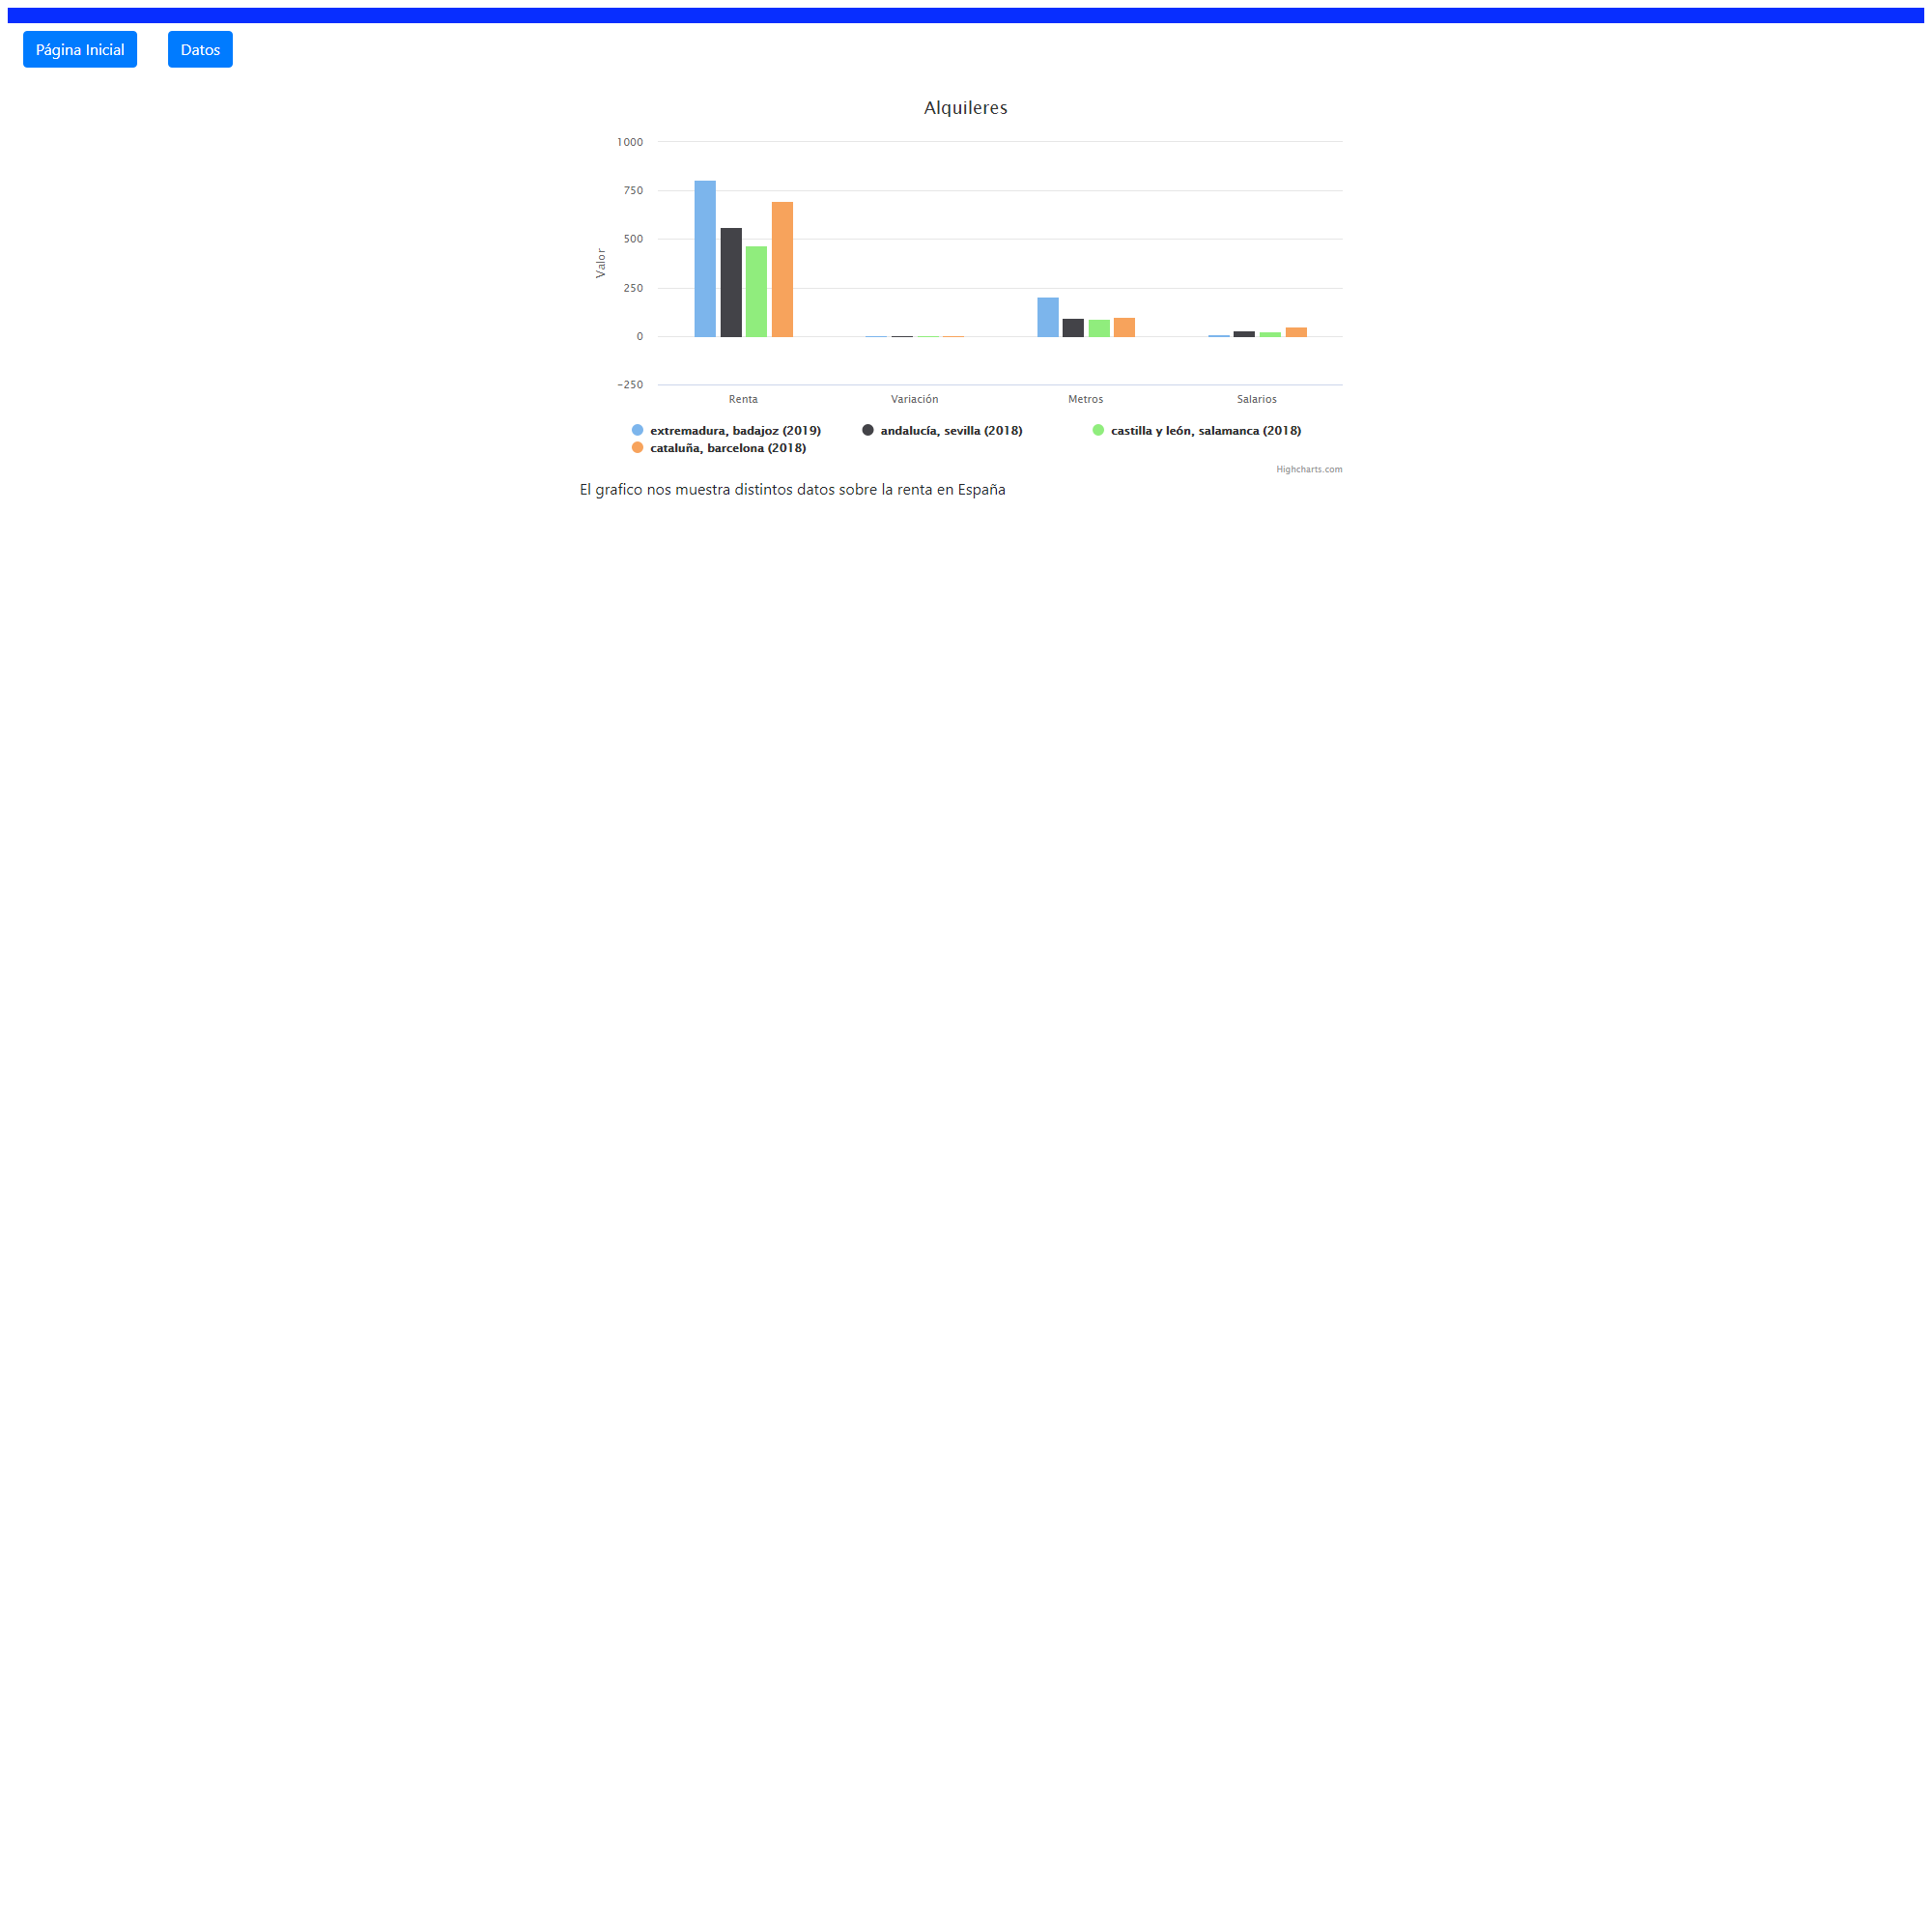 Página Inicial Datos
Alquileres
1000
750
500
250
0
-250
Valor
Renta Variación Metros Salarios
extremadura, badajoz (2019) andalucía, sevilla (2018) castilla y león, salamanca (2018)
cataluña, barcelona (2018)
Highcharts.com
El grafico nos muestra distintos datos sobre la renta en España